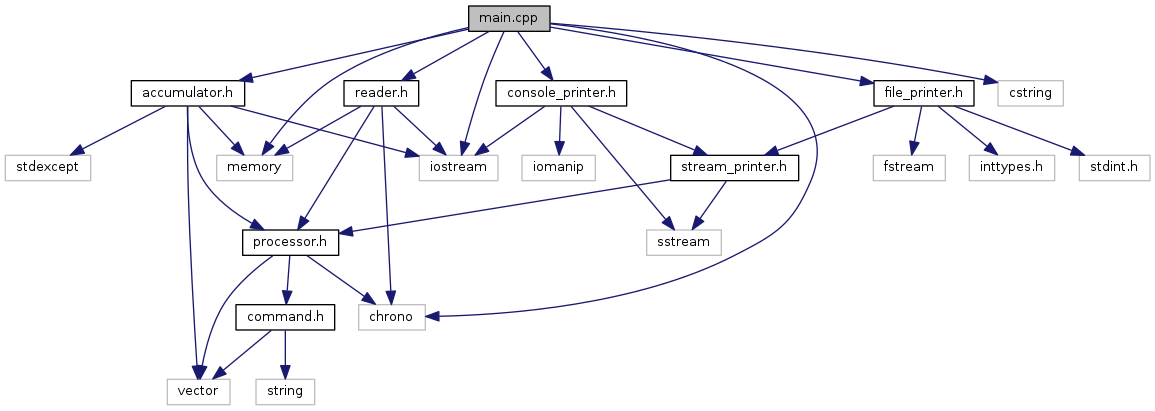 main.cpp
accumulator.h
reader.h
console_printer.h
file_printer.h
cstring
stdexcept
memory
iostream
iomanip
stream_printer.h
fstream
inttypes.h
stdint.h
processor.h
sstream
command.h
chrono
vector
string